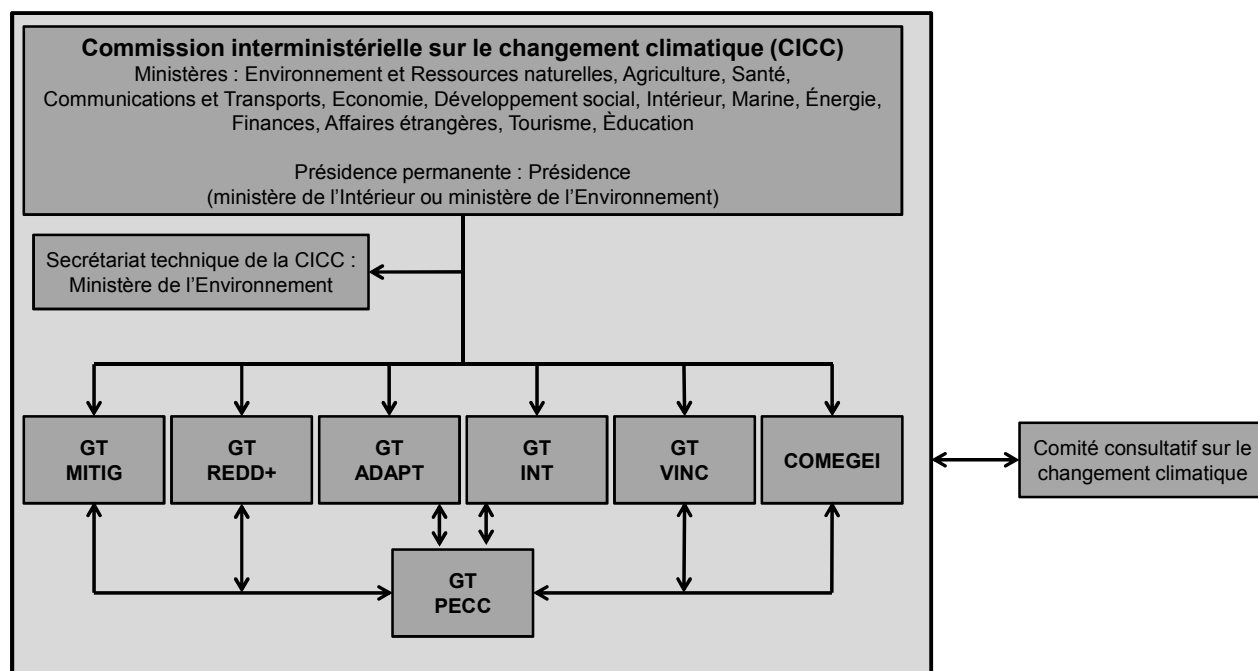 Commission interministérielle sur le changement climatique (CICC)
Ministères : Environnement et Ressources naturelles, Agriculture, Santé,
Communications et Transports, Economie, Développement social, Intérieur, Marine, Énergie,
Finances, Affaires étrangères, Tourisme, Èducation
Présidence permanente : Présidence
(ministère de l’Intérieur ou ministère de l’Environnement)
Secrétariat technique de la CICC :
Ministère de l’Environnement
GT
MITIG
GT
REDD+
GT
ADAPT
GT
INT
GT
VINC
COMEGEI
Comité consultatif sur le
changement climatique
GT
PECC